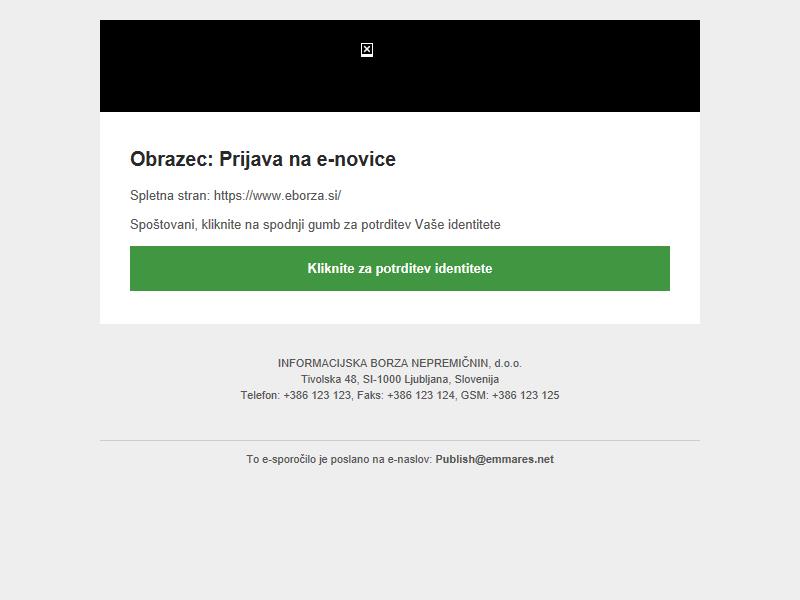 Obrazec: Prijava na e-novice
Spletna stran: https://www.eborza.si/
Spoštovani, kliknite na spodnji gumb za potrditev Vaše identitete
Kliknite za potrditev identitete
INFORMACIJSKA BORZA NEPREMIČNIN, d.o.o.
Tivolska 48, SI-1000 Ljubljana, Slovenija
Telefon: +386 123 123, Faks: +386 123 124, GSM: +386 123 125
To e-sporočilo je poslano na e-naslov: Publish@emmares.net